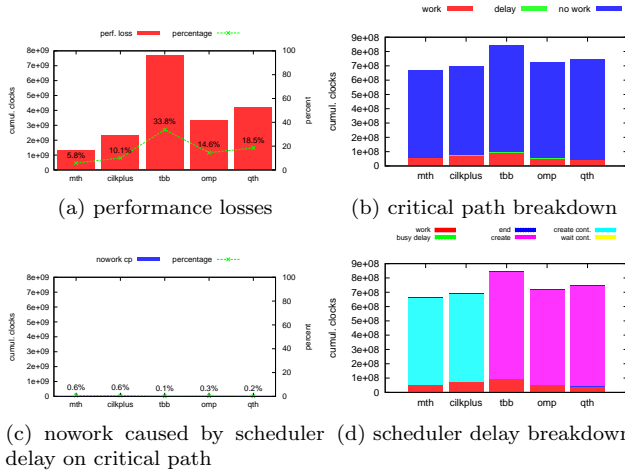 perf. loss percentage
8e+09
7e+09
6e+09
5e+09
4e+09
3e+09
2e+09
1e+09
0
cumul. clocks
100
80
60
40
20
0
percent
5.8%
10.1%
33.8%
14.6%
18.5%
mth cilkplus tbb omp qth
(a) performance losses
work delay no work
9e+08
8e+08
7e+08
6e+08
5e+08
4e+08
3e+08
2e+08
1e+08
0
cumul. clocks
mth cilkplus tbb omp qth
(b) critical path breakdown
nowork cp percentage
8e+09
7e+09
6e+09
5e+09
4e+09
3e+09
2e+09
1e+09
0
cumul. clocks
100
80
60
40
20
0
percent
0.6% 0.6% 0.1% 0.3% 0.2%
mth cilkplus tbb omp qth
(c) nowork caused by scheduler
delay on critical path
work end create cont.
busy delay create wait cont.
9e+08
8e+08
7e+08
6e+08
5e+08
4e+08
3e+08
2e+08
1e+08
0
cumul. clocks
mth cilkplus tbb omp qth
(d) scheduler delay breakdown